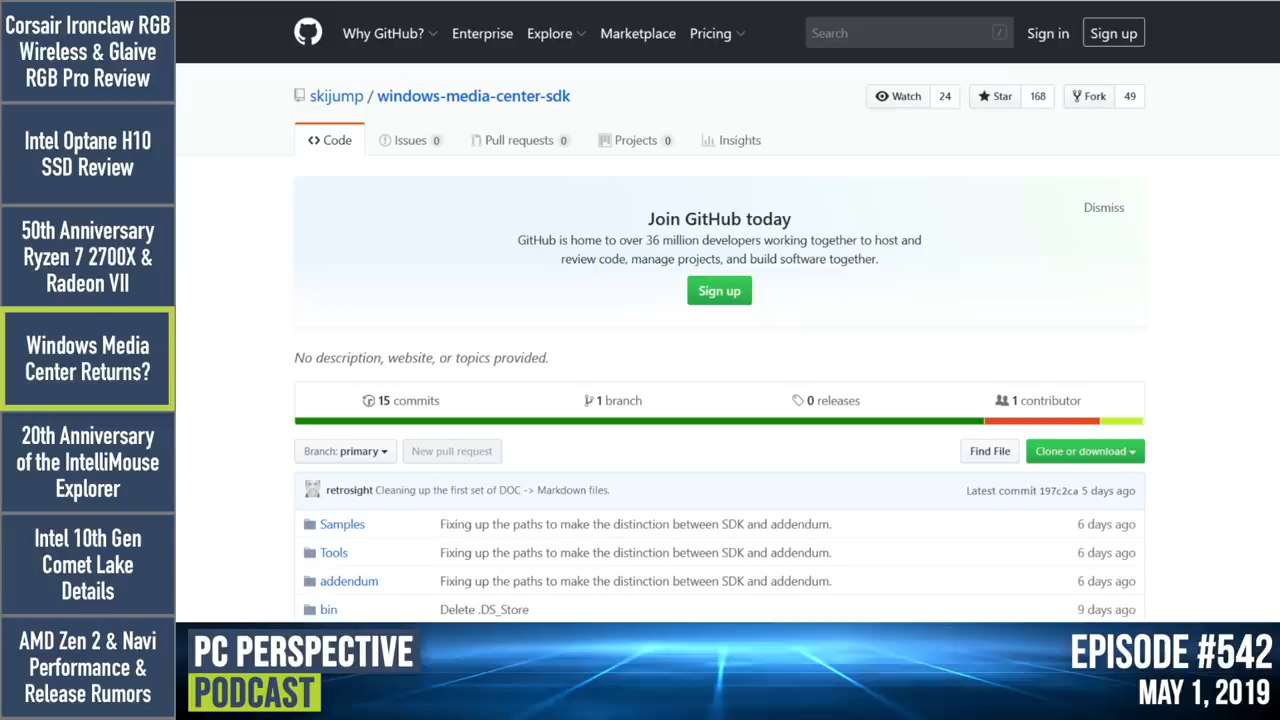 Corsair Ironclaw RGB
Wireless & Glaive
RGB Pro Review
Intel Optane H10
SSD Review
50th Anniversary
Ryzen 7 2700X &
Radeon VII
Windows Media
Center Returns?
20th Anniversary
of the IntelliMouse
Explorer
Intel 10th Gen
Comet Lake
Details
AMD Zen 2 & Navi
Performance &
Release Rumors
Why GitHub? Enterprise Explore Marketplace Pricing Search / Sign in Sign up
skijump / windows-media-center-sdk Watch 24 Star 168 Fork 49
<> Code Issues 0 Pull requests 0 Projects 0 Insights
Dismiss
Join GitHub today
GitHub is home to over 36 million developers working together to host and
review code, manage projects, and build software together.
Sign up
No description, website, or topics provided.
15 commits 1 branch 0 releases 1 contributor
Branch: primary New pull request Find File Clone or download
retrosight Cleaning up the first set of DOC -> Markdown files. Latest commit 197c2ca 5 days ago
Samples Fixing up the paths to make the distinction between SDK and addendum. 6 days ago
Tools Fixing up the paths to make the distinction between SDK and addendum. 6 days ago
addendum Fixing up the paths to make the distinction between SDK and addendum. 6 days ago
bin Delete .DS_Store 9 days ago
PC PERSPECTIVE
PODCAST
EPISODE #542
MAY 1, 2019